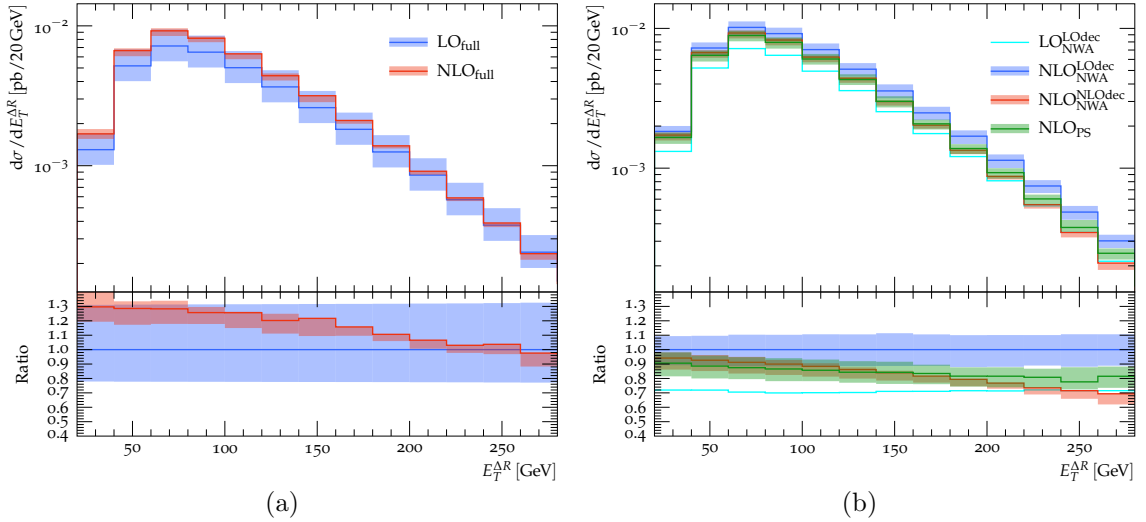 dσ / dE_T^{ΔR} [pb/20 GeV]
10⁻²
10⁻³
LO_full
NLO_full
Ratio
1.3
1.2
1.1
1.0
0.9
0.8
0.7
0.6
0.5
0.4
50 100 150 200 250
E_T^{ΔR} [GeV]
(a)
dσ / dE_T^{ΔR} [pb/20 GeV]
10⁻²
10⁻³
LO_NWA^{LOdec}
NLO_NWA^{LOdec}
NLO_NWA^{NLOdec}
NLO_PS
Ratio
1.3
1.2
1.1
1.0
0.9
0.8
0.7
0.6
0.5
0.4
50 100 150 200 250
E_T^{ΔR} [GeV]
(b)